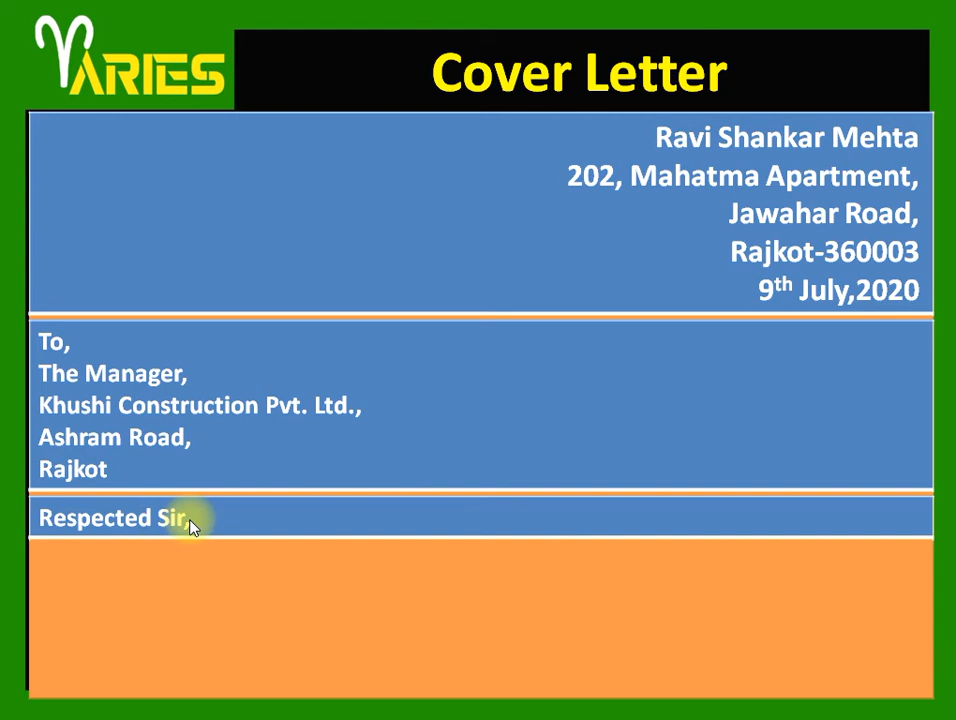 ARIES
Cover Letter
Ravi Shankar Mehta
202, Mahatma Apartment,
Jawahar Road,
Rajkot-360003
9th July,2020
To,
The Manager,
Khushi Construction Pvt. Ltd.,
Ashram Road,
Rajkot
Respected Sir,